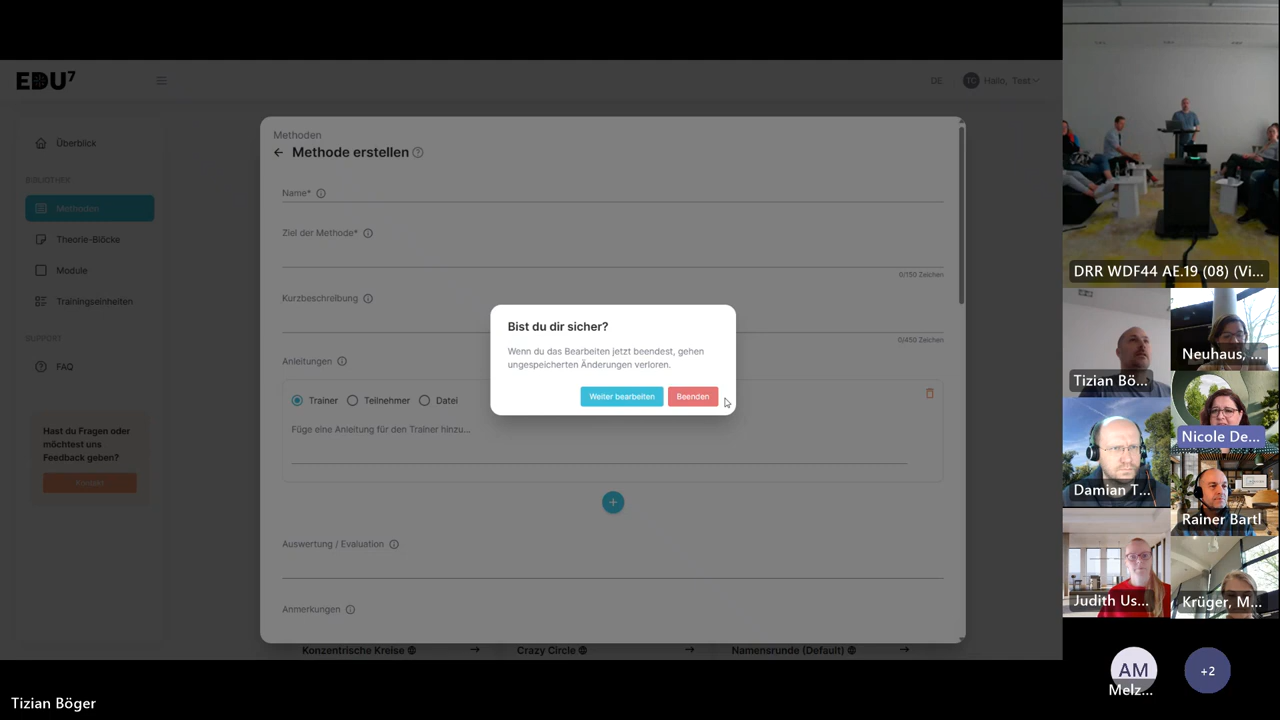 EDU7
DE
TO
Hallo, Test
Überblick
BIBLIOTHEK
Methoden
Theorie-Blöcke
Module
Trainingseinheiten
SUPPORT
FAQ
Hast du Fragen oder
möchtest uns
Feedback geben?
Kontakt
Methoden
Methode erstellen
Name*
Ziel der Methode*
0/150 Zeichen
Kurzbeschreibung
0/450 Zeichen
Anleitungen
Trainer
Teilnehmer
Datei
Füge eine Anleitung für den Trainer hinzu...
Auswertung / Evaluation
Anmerkungen
Bist du dir sicher?
Wenn du das Bearbeiten jetzt beendest, gehen
ungespeicherten Änderungen verloren.
Weiter bearbeiten
Beenden
Konzentrische Kreise
Crazy Circle
Namensrunde (Default)
DRR WDF44 AE.19 (08) (Vi...
Tizian Bö...
Neuhaus, ...
Nicole De...
Damian T...
Rainer Bartl
Judith Us...
Krüger, M...
AM
Melz...
+2
Tizian Böger